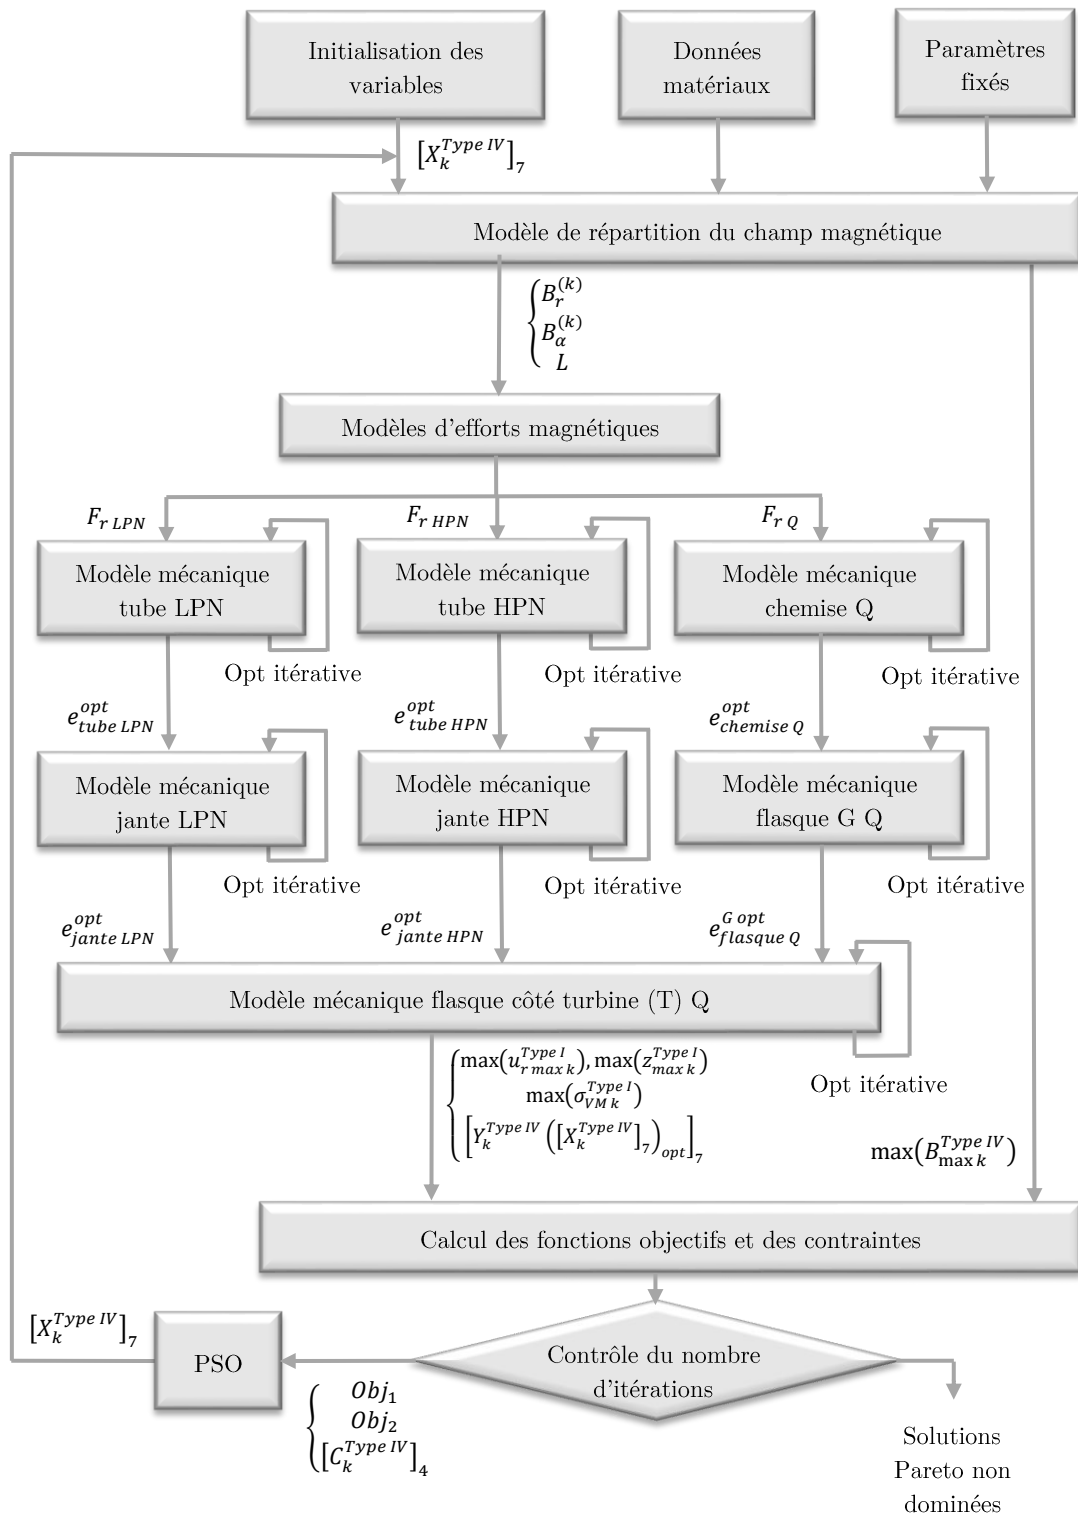 Initialisation des
variables
Données
matériaux
Paramètres
fixés
[X_k^{Type IV}]_7
Modèle de répartition du champ magnétique
{B_r^{(k)}
B_α^{(k)}
L
Modèles d'efforts magnétiques
F_{r LPN}
F_{r HPN}
F_{r Q}
Modèle mécanique
tube LPN
Modèle mécanique
tube HPN
Modèle mécanique
chemise Q
Opt itérative
Opt itérative
Opt itérative
e_{tube LPN}^{opt}
e_{tube HPN}^{opt}
e_{chemise Q}^{opt}
Modèle mécanique
jante LPN
Modèle mécanique
jante HPN
Modèle mécanique
flasque G Q
Opt itérative
Opt itérative
Opt itérative
e_{jante LPN}^{opt}
e_{jante HPN}^{opt}
e_{flasque Q}^{G opt}
Modèle mécanique flasque côté turbine (T) Q
Opt itérative
{max(u_{r max k}^{Type I}), max(z_{max k}^{Type I})
max(σ_{VM k}^{Type I})
[Y_k^{Type IV}([X_k^{Type IV}]_7)_{opt}]_7
max(B_{max k}^{Type IV})
Calcul des fonctions objectifs et des contraintes
[X_k^{Type IV}]_7
PSO
Contrôle du nombre
d'itérations
{Obj_1
Obj_2
[C_k^{Type IV}]_4
Solutions
Pareto non
dominées